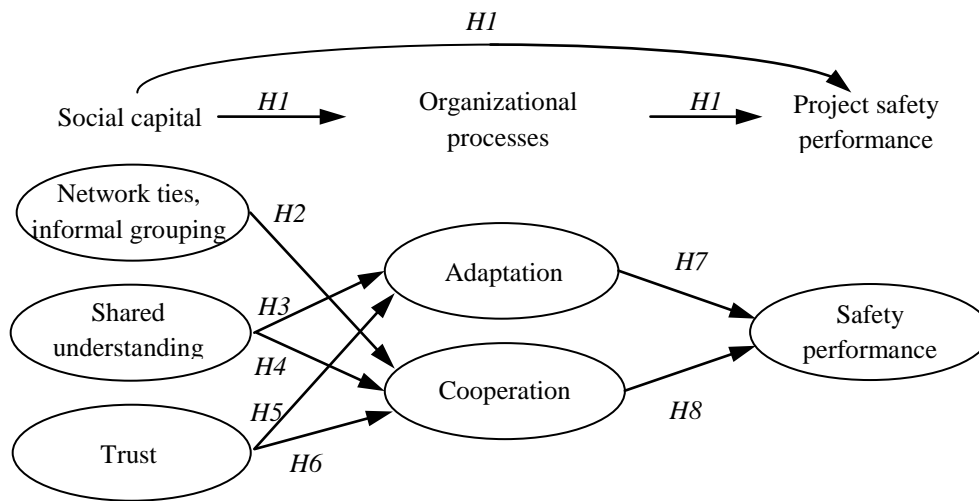 H1
Social capital
H1
Organizational
processes
H1
Project safety
performance
Network ties,
informal grouping
H2
Adaptation
H7
Shared
understanding
H3
H4
Safety
performance
Cooperation
H8
H5
Trust
H6